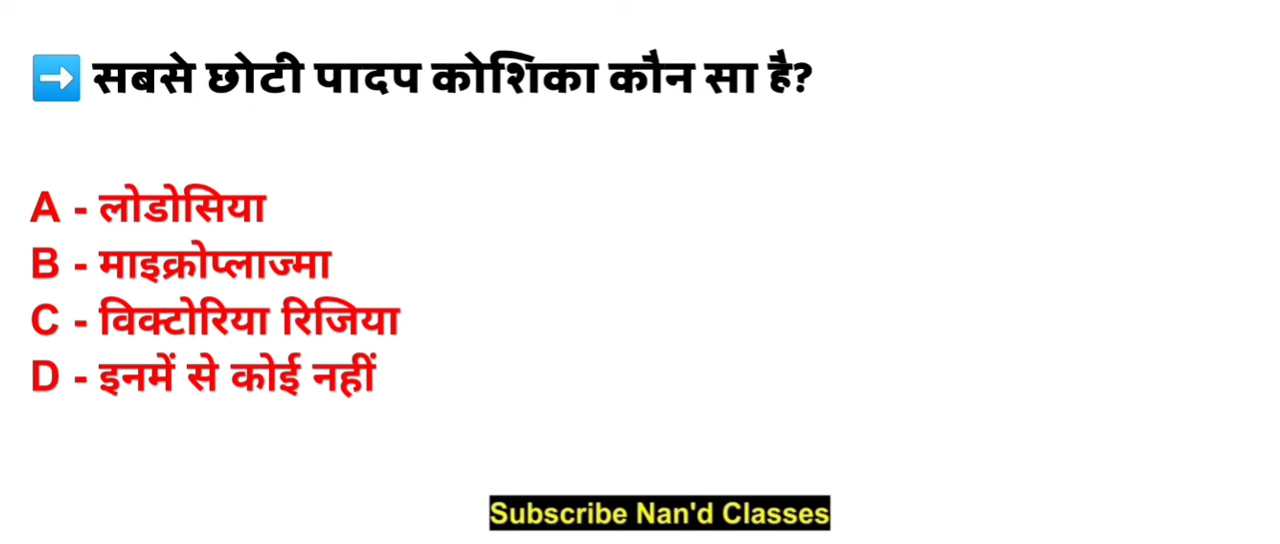 ➡️ सबसे छोटी पादप कोशिका कौन सा है?
A - लोडोसिया
B - माइक्रोप्लाज्मा
C - विक्टोरिया रिजिया
D - इनमें से कोई नहीं
Subscribe Nan'd Classes